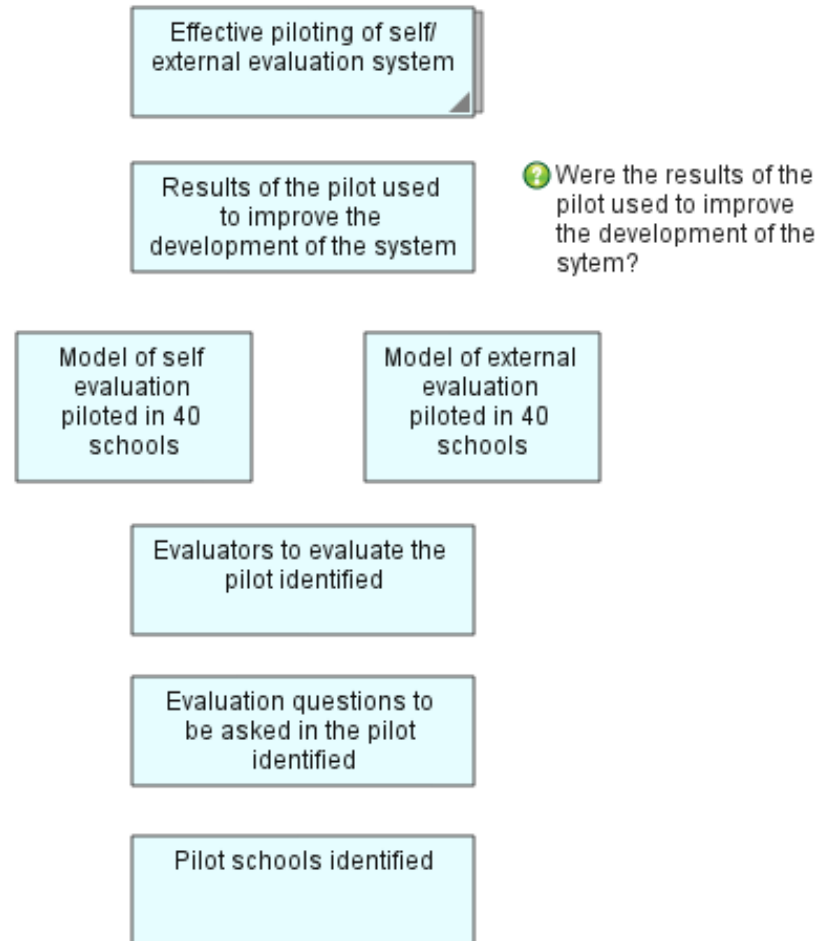 Effective piloting of self/
external evaluation system
Results of the pilot used
to improve the
development of the system
Were the results of the
pilot used to improve
the development of the
sytem?
Model of self
evaluation
piloted in 40
schools
Model of external
evaluation
piloted in 40
schools
Evaluators to evaluate the
pilot identified
Evaluation questions to
be asked in the pilot
identified
Pilot schools identified